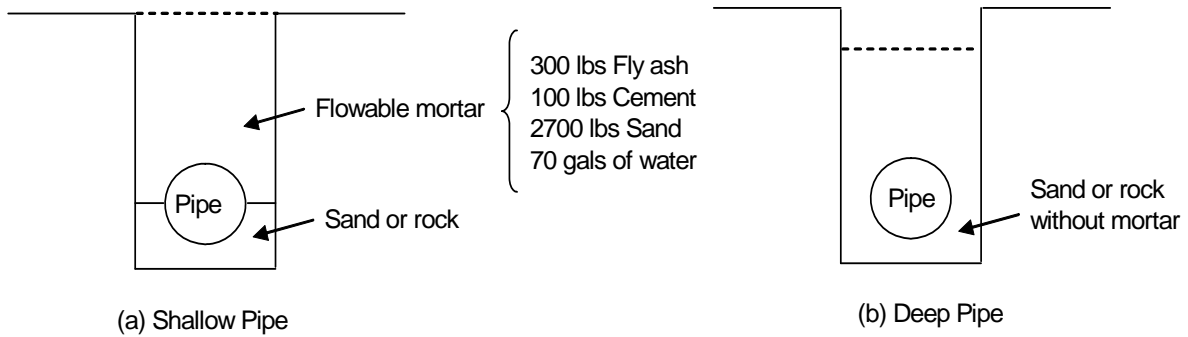 300 lbs Fly ash
100 lbs Cement
2700 lbs Sand
70 gals of water
Flowable mortar
Pipe
Sand or rock
(a) Shallow Pipe
Pipe
Sand or rock
without mortar
(b) Deep Pipe